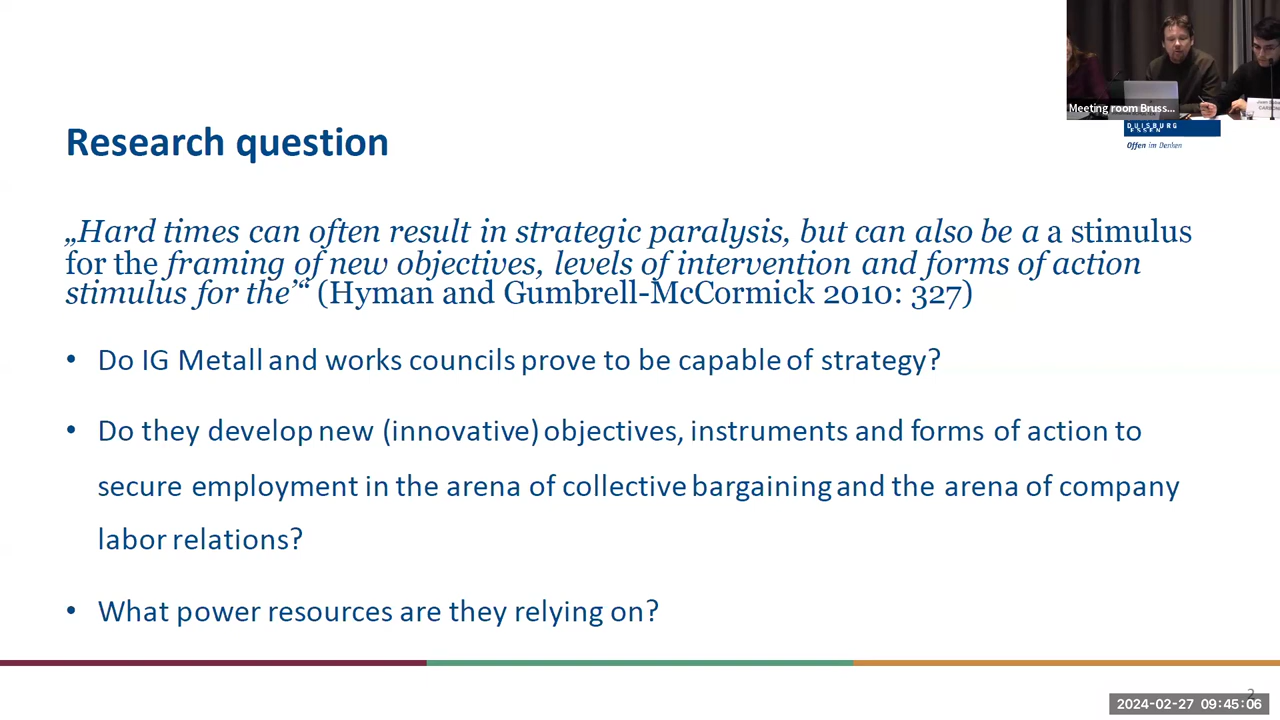 Meeting room Bruss...
DUISBURG
ESSEN
Offen im Denken
Research question
„Hard times can often result in strategic paralysis, but can also be a a stimulus
for the framing of new objectives, levels of intervention and forms of action
stimulus for the’“ (Hyman and Gumbrell-McCormick 2010: 327)
• Do IG Metall and works councils prove to be capable of strategy?
• Do they develop new (innovative) objectives, instruments and forms of action to
secure employment in the arena of collective bargaining and the arena of company
labor relations?
• What power resources are they relying on?
2
2024-02-27 09:45:06